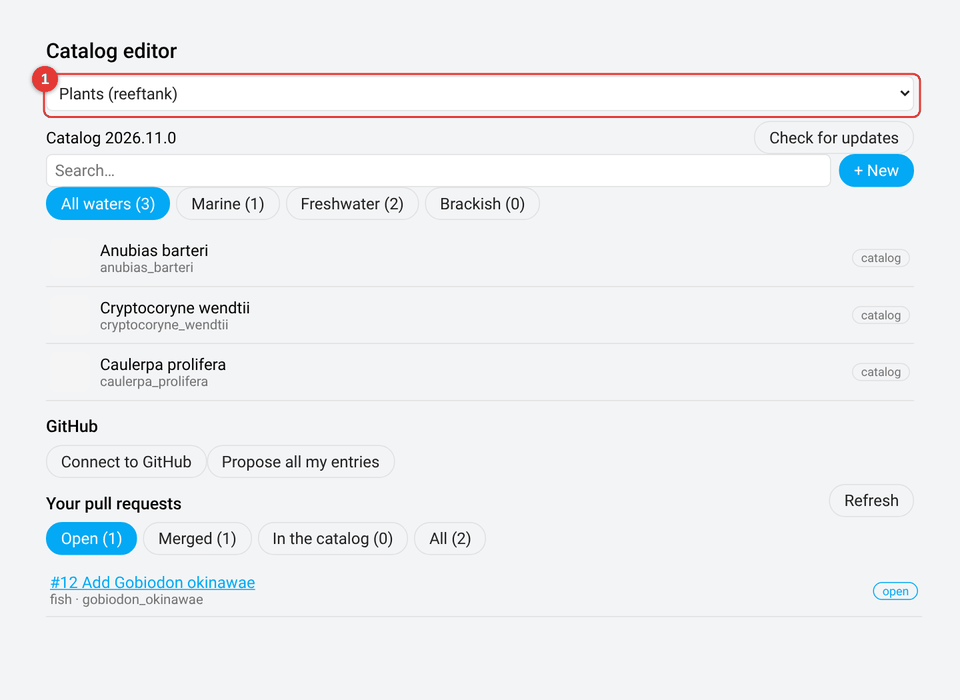 Catalog editor
1
Plants (reeftank)
Catalog 2026.11.0
Check for updates
Search...
+ New
All waters (3)
Marine (1)
Freshwater (2)
Brackish (0)
Anubias barteri
anubias_barteri
catalog
Cryptocoryne wendtii
cryptocoryne_wendtii
catalog
Caulerpa prolifera
caulerpa_prolifera
catalog
GitHub
Connect to GitHub
Propose all my entries
Your pull requests
Refresh
Open (1)
Merged (1)
In the catalog (0)
All (2)
#12 Add Gobiodon okinawae
fish · gobiodon_okinawae
open